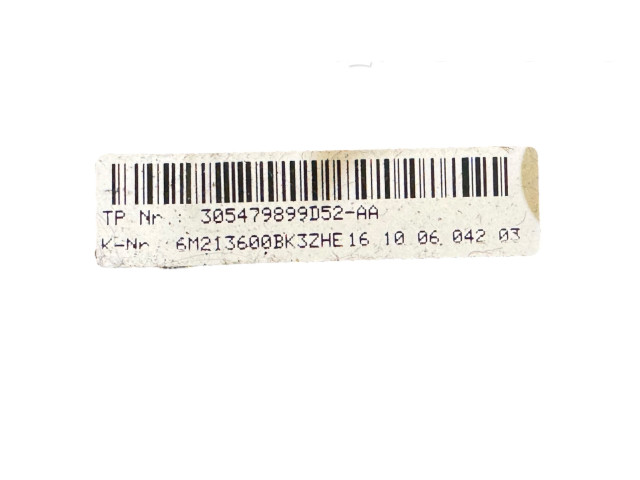 TP Nr.: 305479899D52-AA
K-Nr.: 6M213600BK3ZHE 16 10 06 042 03